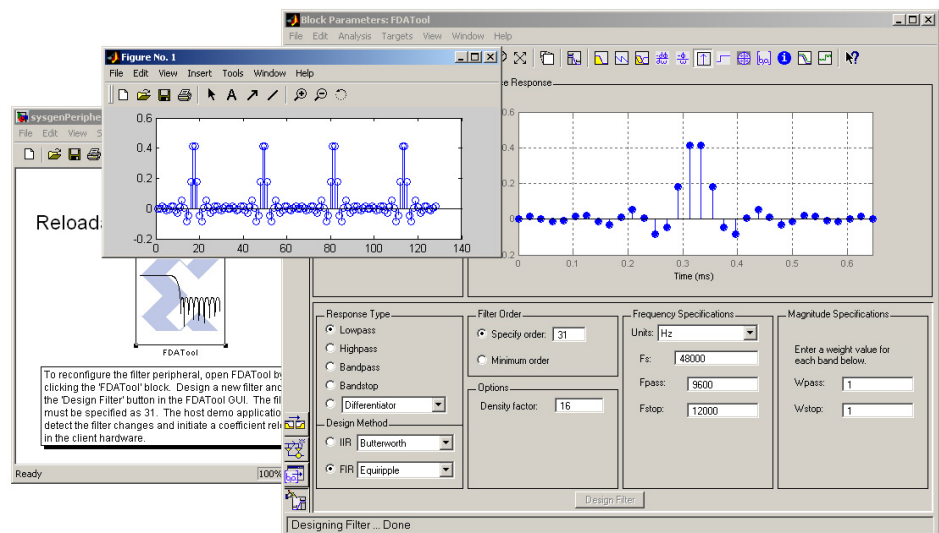 Block Parameters: FDATool
File Edit Analysis Targets View Window Help
Figure No. 1
File Edit View Insert Tools Window Help
sysgenPeriphe
File Edit View S
0.6
0.4
0.2
0
-0.2
0 20 40 60 80 100 120 140
se Response
0.6
0.4
0.2
0
0.2
0 0.1 0.2 0.3 0.4 0.5 0.6
Time (ms)
Reload
FDATool
To reconfigure the filter peripheral, open FDATool by
clicking the 'FDATool' block. Design a new filter and
the 'Design Filter' button in the FDATool GUI. The fil
must be specified as 31. The host demo applicatio
detect the filter changes and initiate a coefficient rel
in the client hardware.
Ready
100%
Response Type
Lowpass
Highpass
Bandpass
Bandstop
Differentiator
Design Method
IIR Butterworth
FIR Equiripple
Filter Order
Specify order: 31
Minimum order
Options
Density factor: 16
Frequency Specifications
Units: Hz
Fs: 48000
Fpass: 9600
Fstop: 12000
Magnitude Specifications
Enter a weight value for
each band below.
Wpass: 1
Wstop: 1
Design Filter
Designing Filter ... Done